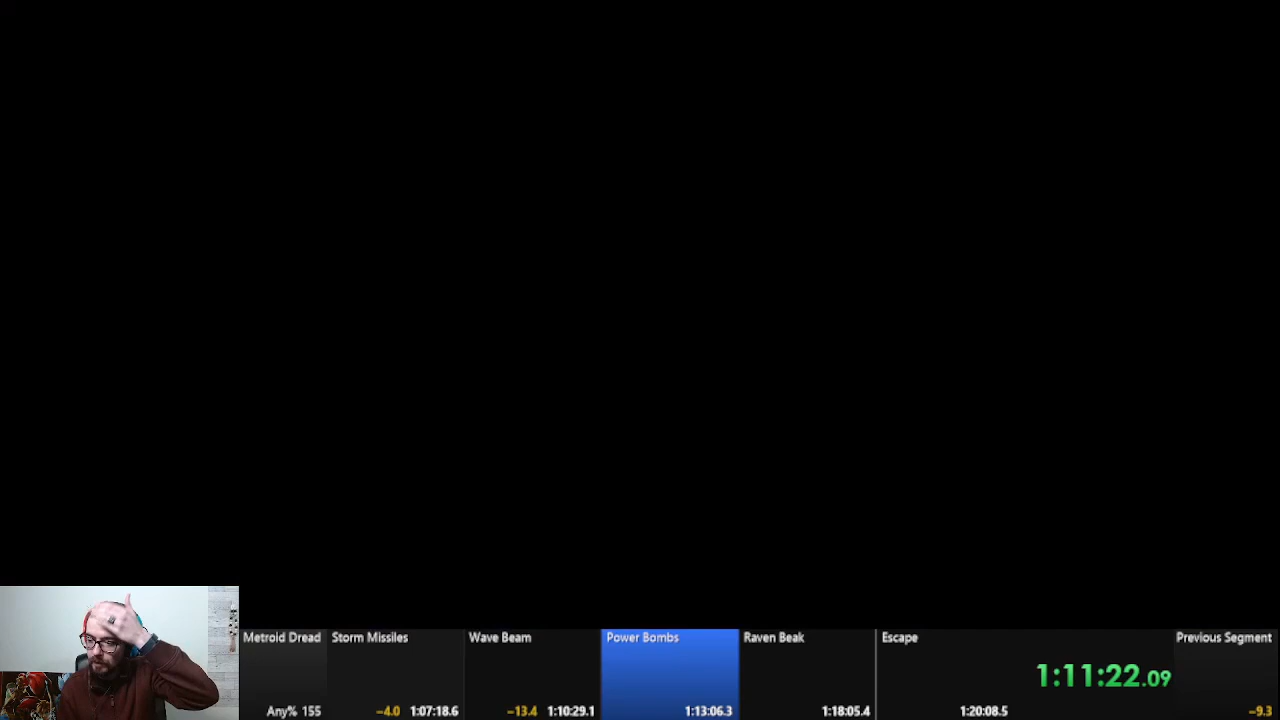 Metroid Dread
Any% 155
Storm Missiles
−4.0 1:07:18.6
Wave Beam
−13.4 1:10:29.1
Power Bombs
1:13:06.3
Raven Beak
1:18:05.4
Escape
1:20:08.5
1:11:22.09
Previous Segment
−9.3